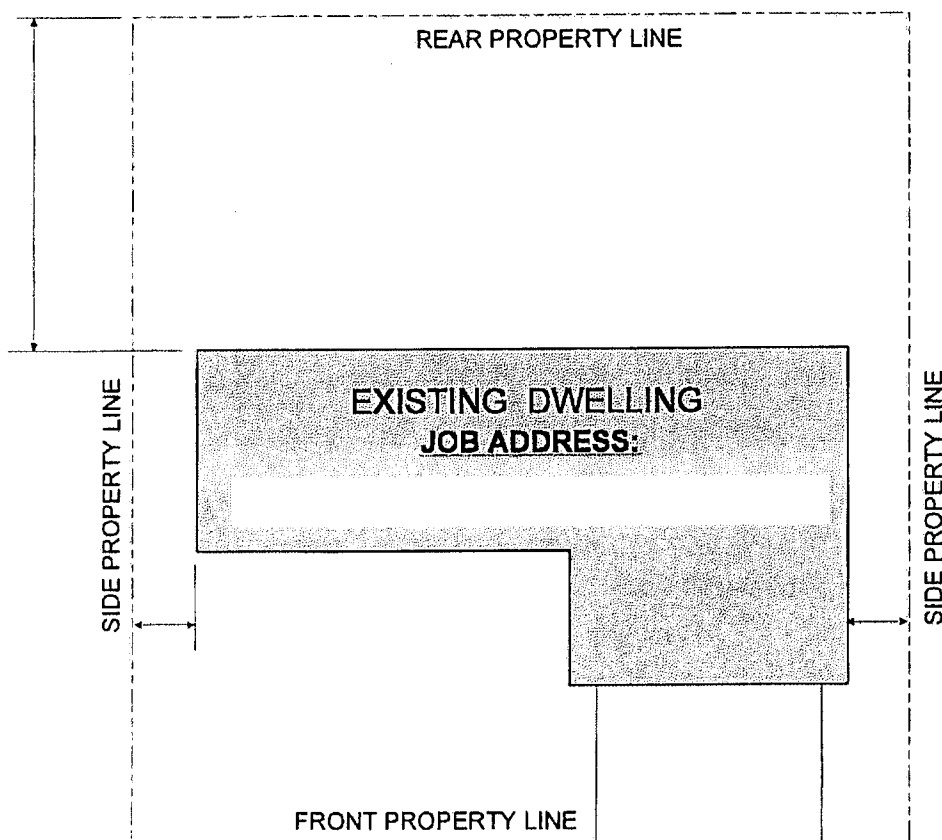 REAR PROPERTY LINE
EXISTING DWELLING
JOB ADDRESS:
SIDE PROPERTY LINE
SIDE PROPERTY LINE
FRONT PROPERTY LINE